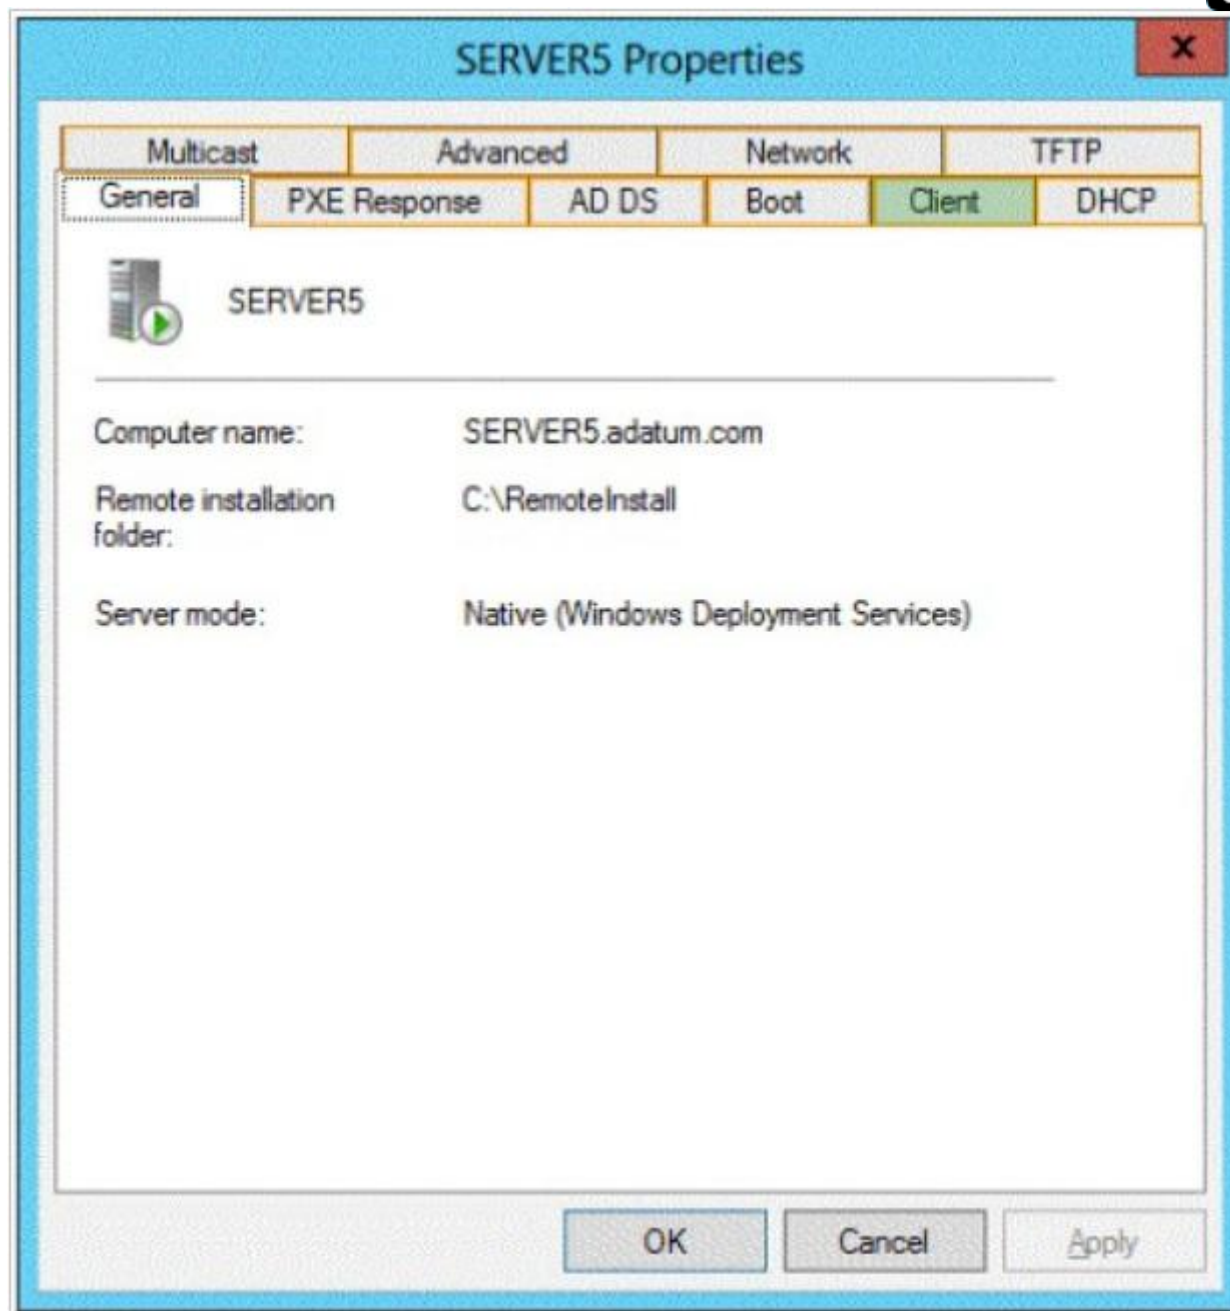 SERVER5 Properties
Multicast Advanced Network TFTP
General PXE Response AD DS Boot Client DHCP
SERVER5
Computer name: SERVER5.adatum.com
Remote installation folder: C:\RemoteInstall
Server mode: Native (Windows Deployment Services)
OK Cancel Apply